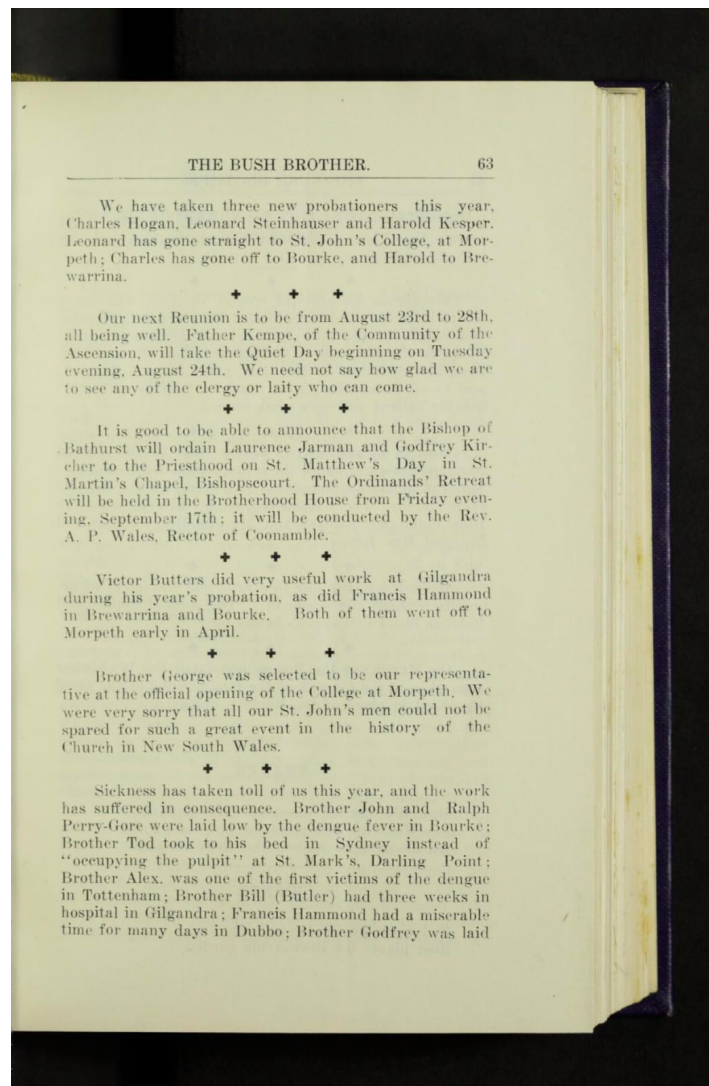 THE BUSH BROTHER. 63
We have taken three new probationers this year,
Charles Hogan, Leonard Steinhauser and Harold Kesper.
Leonard has gone straight to St. John's College, at Mor-
peth; Charles has gone off to Bourke, and Harold to Bre-
warrina.
✚ ✚ ✚
Our next Reunion is to be from August 23rd to 28th,
all being well. Father Kempe, of the Community of the
Ascension, will take the Quiet Day beginning on Tuesday
evening, August 24th. We need not say how glad we are
to see any of the clergy or laity who can come.
✚ ✚ ✚
It is good to be able to announce that the Bishop of
Bathurst will ordain Laurence Jarman and Godfrey Kir-
cher to the Priesthood on St. Matthew's Day in St.
Martin's Chapel, Bishopscourt. The Ordinands' Retreat
will be held in the Brotherhood House from Friday even-
ing, September 17th; it will be conducted by the Rev.
A. P. Wales, Rector of Coonamble.
✚ ✚ ✚
Victor Butters did very useful work at Gilgandra
during his year's probation, as did Francis Hammond
in Brewarrina and Bourke. Both of them went off to
Morpeth early in April.
✚ ✚ ✚
Brother George was selected to be our representa-
tive at the official opening of the College at Morpeth. We
were very sorry that all our St. John's men could not be
spared for such a great event in the history of the
Church in New South Wales.
✚ ✚ ✚
Sickness has taken toll of us this year, and the work
has suffered in consequence. Brother John and Ralph
Perry-Gore were laid low by the dengue fever in Bourke;
Brother Tod took to his bed in Sydney instead of
"occupying the pulpit" at St. Mark's, Darling Point;
Brother Alex. was one of the first victims of the dengue
in Tottenham; Brother Bill (Butler) had three weeks in
hospital in Gilgandra; Francis Hammond had a miserable
time for many days in Dubbo; Brother Godfrey was laid